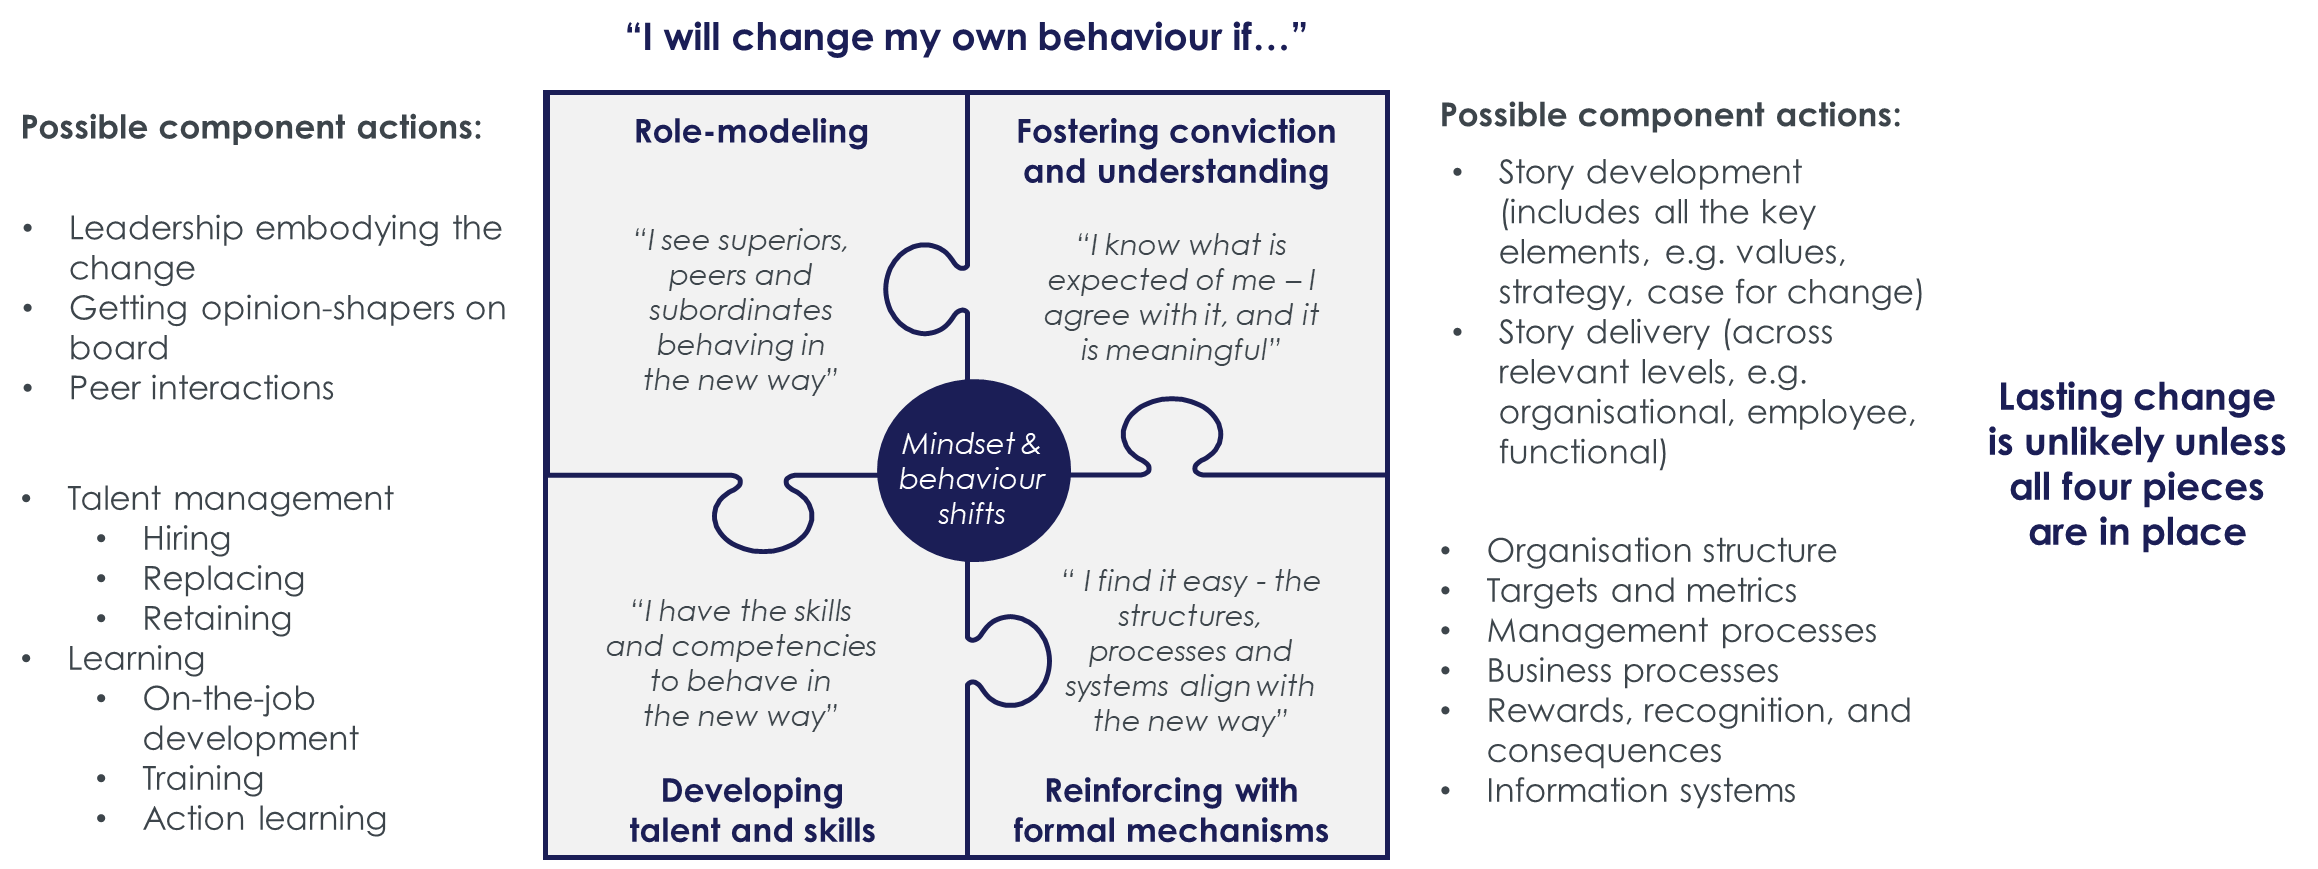 “I will change my own behaviour if…”
Possible component actions:
• Leadership embodying the
change
• Getting opinion-shapers on
board
• Peer interactions
• Talent management
• Hiring
• Replacing
• Retaining
• Learning
• On-the-job
development
• Training
• Action learning
Role-modeling
“I see superiors,
peers and
subordinates
behaving in
the new way”
Fostering conviction
and understanding
“I know what is
expected of me – I
agree with it, and it
is meaningful”
Mindset &
behaviour
shifts
“I have the skills
and competencies
to behave in
the new way”
Developing
talent and skills
“ I find it easy - the
structures,
processes and
systems align with
the new way”
Reinforcing with
formal mechanisms
Possible component actions:
• Story development
(includes all the key
elements, e.g. values,
strategy, case for change)
• Story delivery (across
relevant levels, e.g.
organisational, employee,
functional)
• Organisation structure
• Targets and metrics
• Management processes
• Business processes
• Rewards, recognition, and
consequences
• Information systems
Lasting change
is unlikely unless
all four pieces
are in place